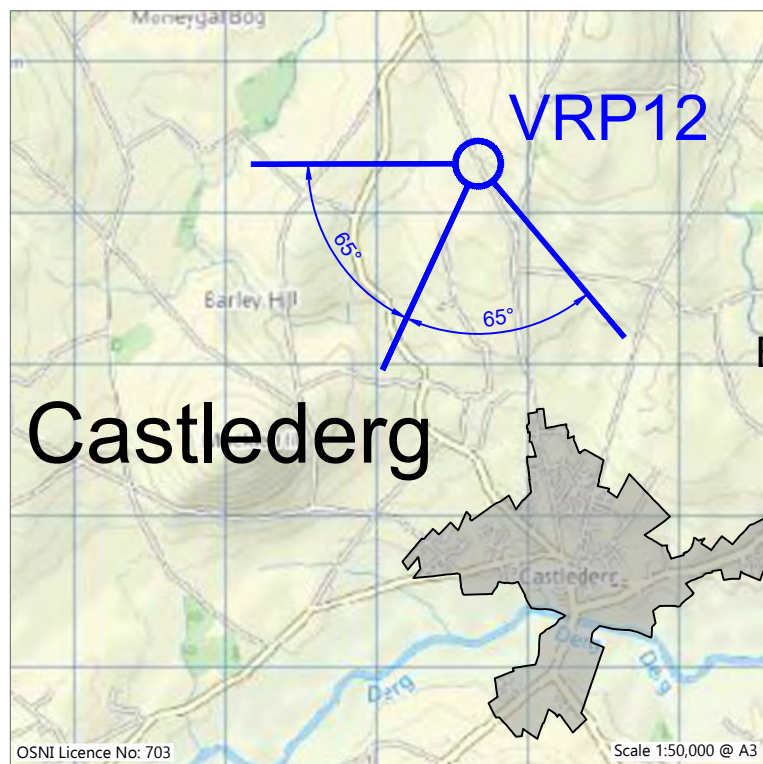 Moneygal Bog
VRP12
65°
65°
Barley Hill
Castlederg
Castlederg
Derg
Derg
Derg
OSNI Licence No: 703
Scale 1:50,000 @ A3